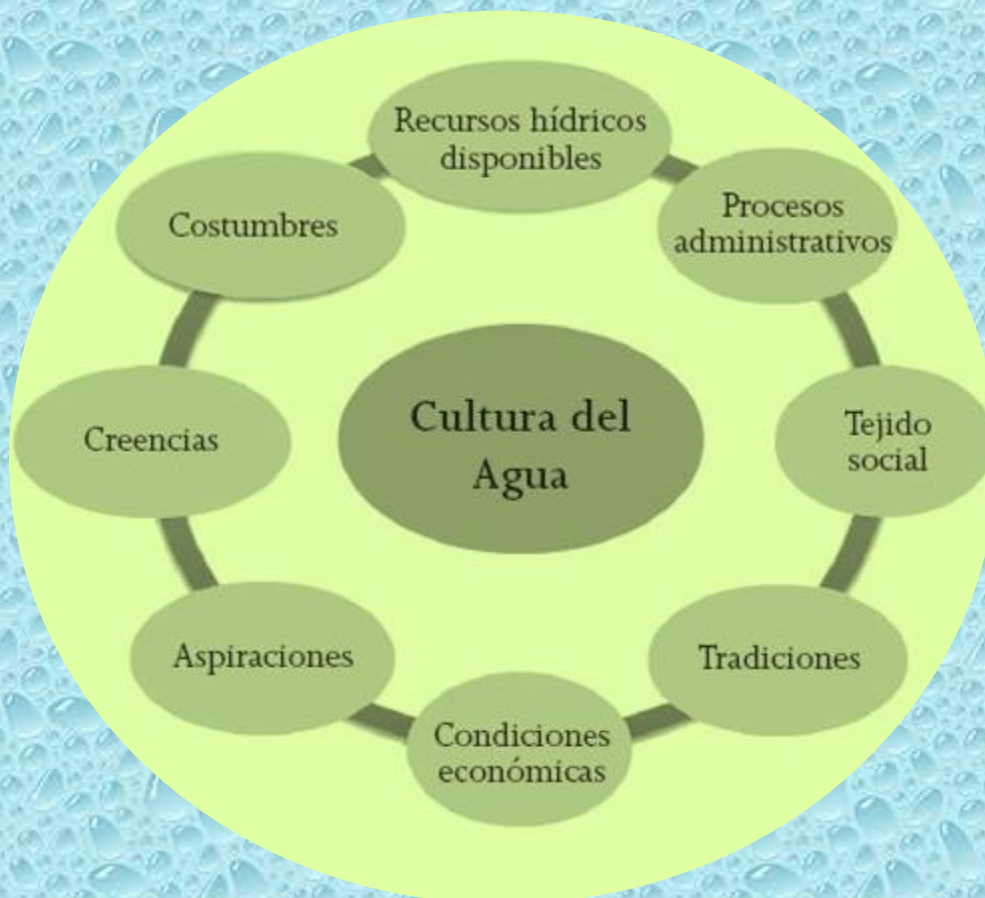 Recursos hídricos
disponibles
Procesos
administrativos
Tejido
social
Tradiciones
Condiciones
económicas
Aspiraciones
Creencias
Costumbres
Cultura del
Agua